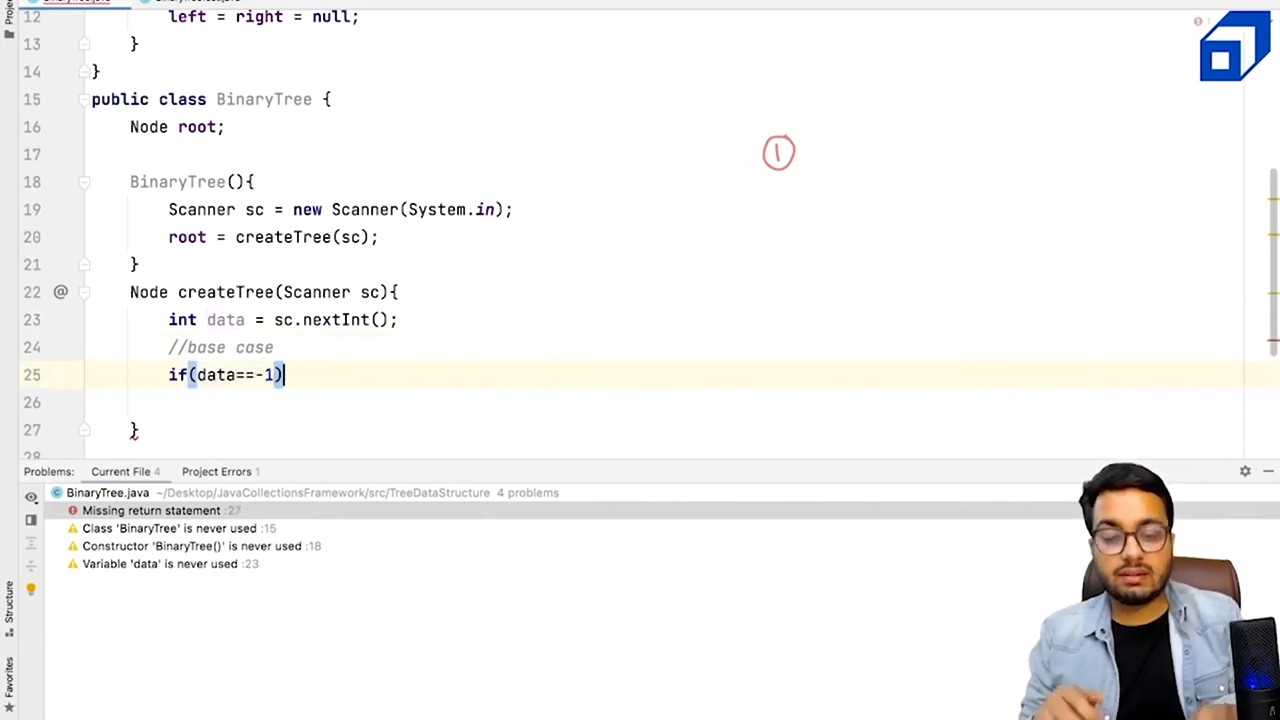 12 left = right = null;
13 }
14 }
15 public class BinaryTree {
16 Node root;
17
18 BinaryTree(){
19 Scanner sc = new Scanner(System.in);
20 root = createTree(sc);
21 }
22 @ Node createTree(Scanner sc){
23 int data = sc.nextInt();
24 //base case
25 if(data==-1)
26
27 }
28
1
Problems: Current File 4 Project Errors 1
BinaryTree.java ~/Desktop/JavaCollectionsFramework/src/TreeDataStructure 4 problems
Missing return statement :27
Class 'BinaryTree' is never used :15
Constructor 'BinaryTree()' is never used :18
Variable 'data' is never used :23
Structure
Favorites